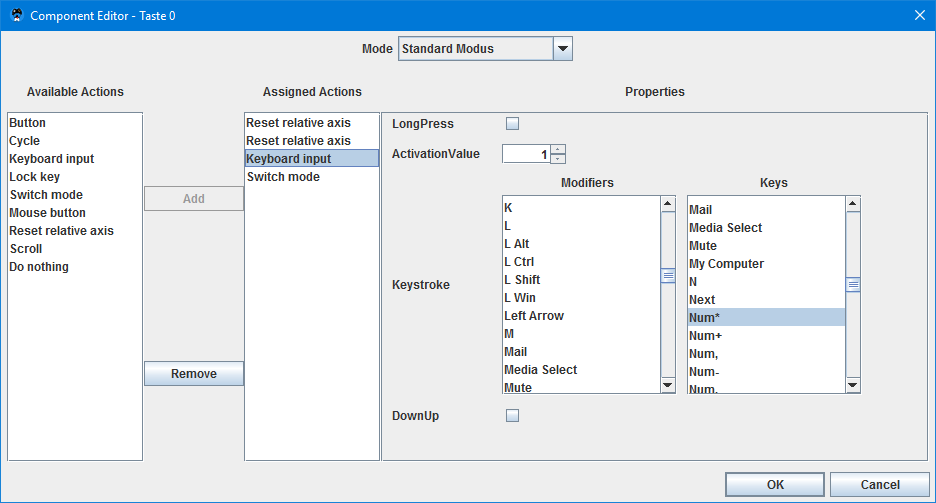 Component Editor - Taste 0
Mode Standard Modus
Available Actions
Assigned Actions
Properties
Button
Cycle
Keyboard input
Lock key
Switch mode
Mouse button
Reset relative axis
Scroll
Do nothing
Add
Remove
Reset relative axis
Reset relative axis
Keyboard input
Switch mode
LongPress
ActivationValue 1
Modifiers
Keys
Keystroke
K
L
L Alt
L Ctrl
L Shift
L Win
Left Arrow
M
Mail
Media Select
Mute
Mail
Media Select
Mute
My Computer
N
Next
Num*
Num+
Num,
Num-
Num.
DownUp
OK
Cancel